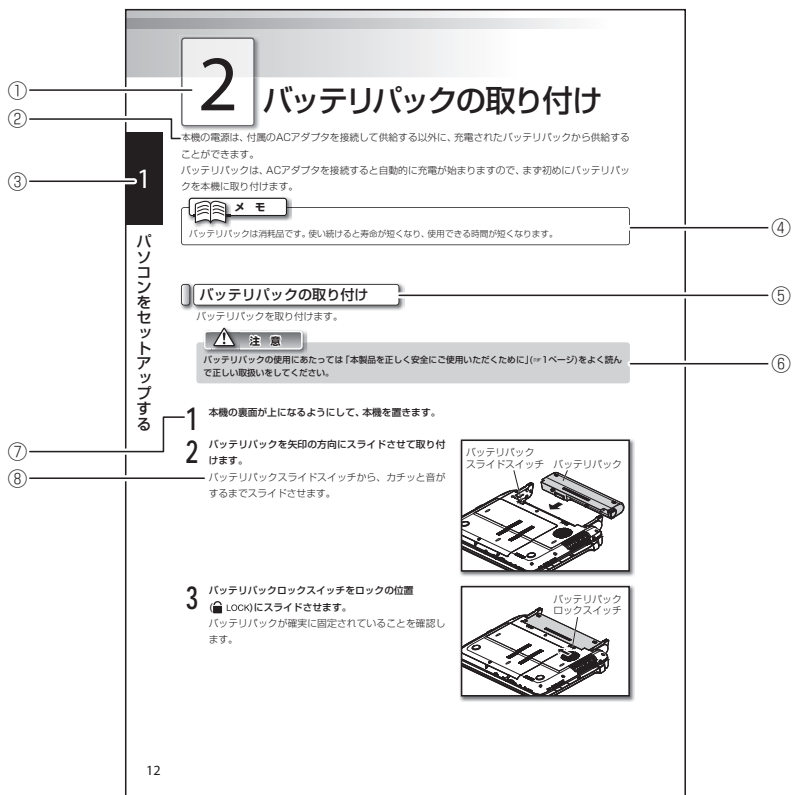 2
バッテリパックの取り付け
①
②
③
④
⑤
⑥
⑦
⑧
本機の電源は、付属のACアダプタを接続して供給する以外に、充電されたバッテリパックから供給する
ことができます。
バッテリパックは、ACアダプタを接続すると自動的に充電が始まりますので、まず初めにバッテリパッ
クを本機に取り付けます。
1
パソコンをセットアップする
メモ
バッテリパックは消耗品です。使い続けると寿命が短くなり、使用できる時間が短くなります。
バッテリパックの取り付け
バッテリパックを取り付けます。
注意
バッテリパックの使用にあたっては「本製品を正しく安全にご使用いただくために」(☞1ページ)をよく読ん
で正しい取扱いをしてください。
1 本機の裏面が上になるようにして、本機を置きます。
2 バッテリパックを矢印の方向にスライドさせて取り付
けます。
バッテリパックスライドスイッチから、カチッと音が
するまでスライドさせます。
バッテリパック
スライドスイッチ バッテリパック
3 バッテリパックロックスイッチをロックの位置
(LOCK)にスライドさせます。
バッテリパックが確実に固定されていることを確認し
ます。
バッテリパック
ロックスイッチ
12